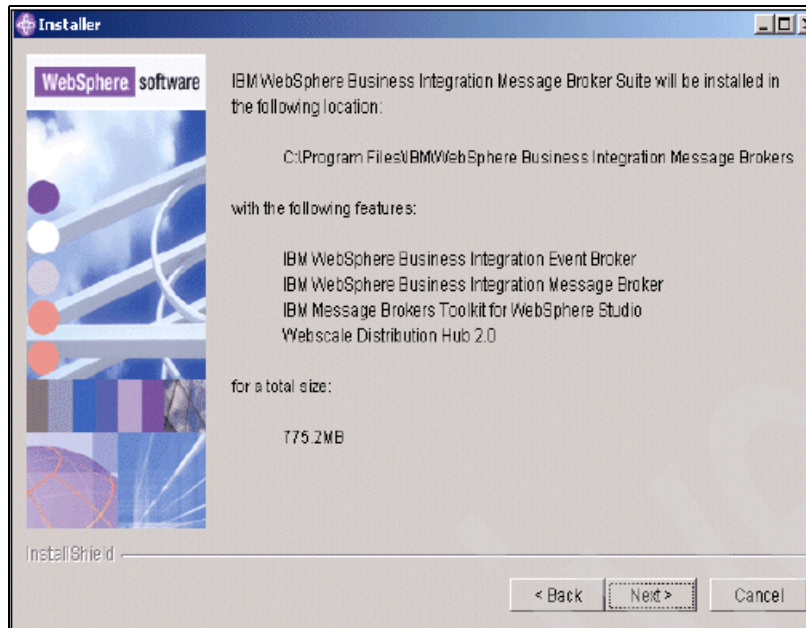 Installer
WebSphere software
IBM WebSphere Business Integration Message Broker Suite will be installed in
the following location:
C:\Program Files\IBM\WebSphere Business Integration Message Brokers
with the following features:
IBM WebSphere Business Integration Event Broker
IBM WebSphere Business Integration Message Broker
IBM Message Brokers Toolkit for WebSphere Studio
Webscale Distribution Hub 2.0
for a total size:
775.2MB
InstallShield
< Back Next > Cancel